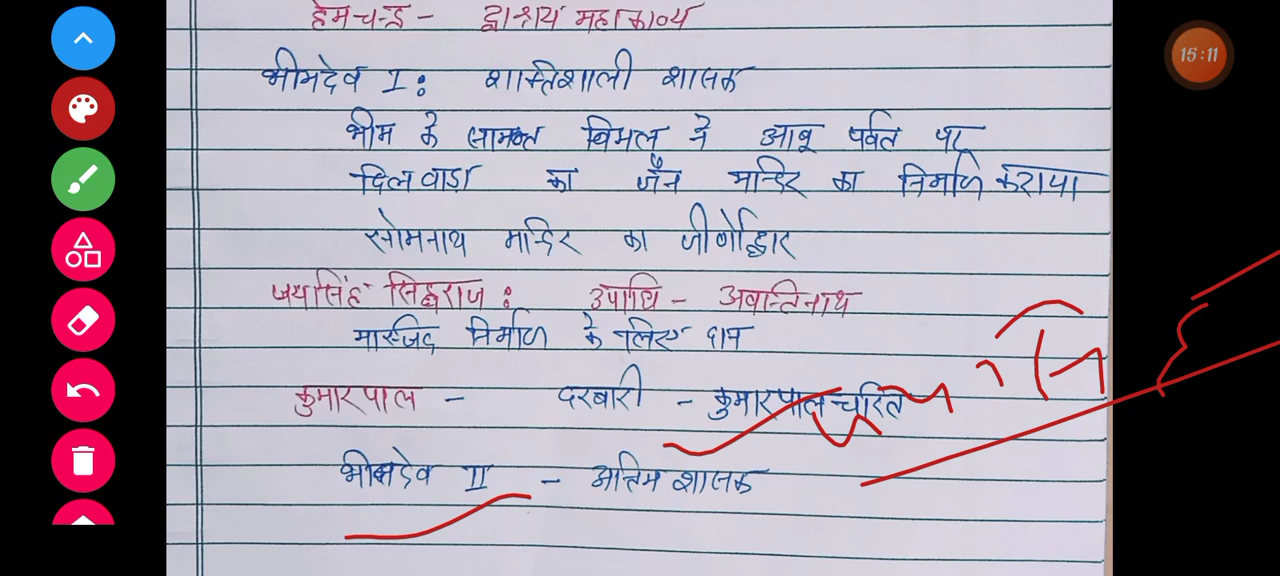 हेमचन्द्र - द्वाश्रय महाकाव्य
भीमदेव I : शक्तिशाली शासक
भीम के सामन्त विमल ने आबू पर्वत पर
दिलवाड़ा का जैन मन्दिर का निर्माण कराया
सोमनाथ मन्दिर का जीर्णोद्धार
जयसिंह सिद्धराज : उपाधि - अवन्तिनाथ
मस्जिद निर्माण के लिए दान
कुमारपाल - दरबारी - कुमारपालचरित
भीमदेव II - अन्तिम शासक
15:11